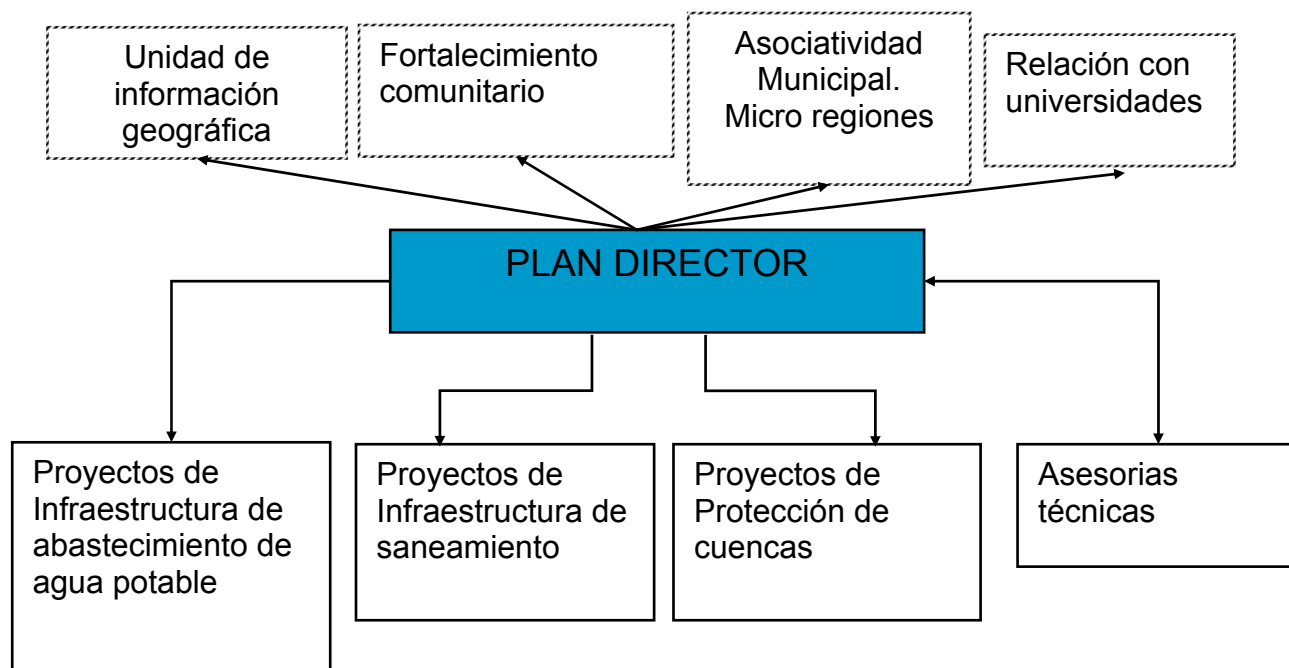 Unidad de
información
geográfica
Fortalecimiento
comunitario
Asociatividad
Municipal.
Micro regiones
Relación con
universidades
PLAN DIRECTOR
Proyectos de
Infraestructura de
abastecimiento de
agua potable
Proyectos de
Infraestructura de
saneamiento
Proyectos de
Protección de
cuencas
Asesorias
técnicas